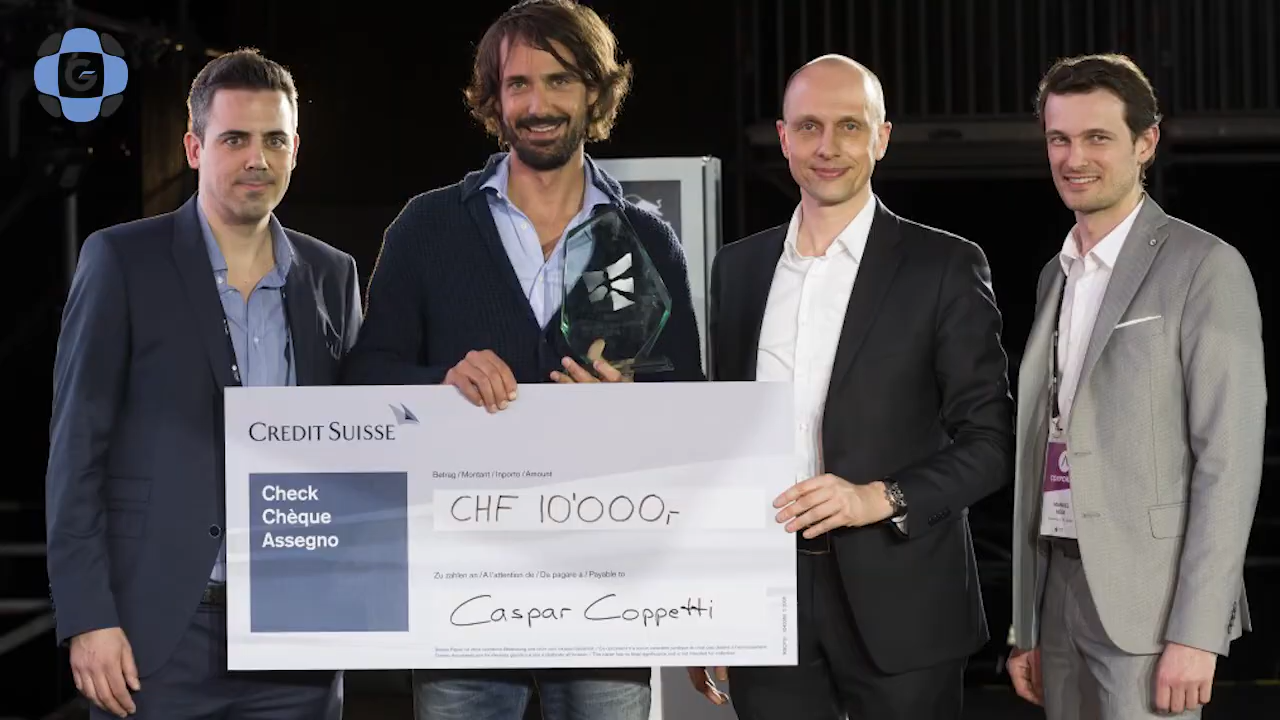 G
CREDIT SUISSE
Check
Chèque
Assegno
Betrag / Montant / Inporto / Amount
CHF 10'000,-
Zu zahlen an / A l'attention de / Da pagare a / Payable to
Caspar Coppetti